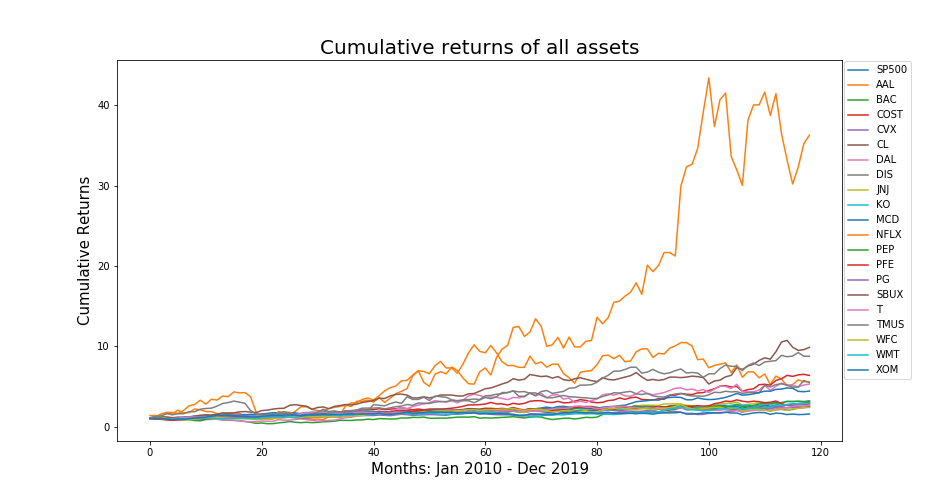 Cumulative returns of all assets
Cumulative Returns
40
30
20
10
0
0 20 40 60 80 100 120
Months: Jan 2010 - Dec 2019
SP500
AAL
BAC
COST
CVX
CL
DAL
DIS
JNJ
KO
MCD
NFLX
PEP
PFE
PG
SBUX
T
TMUS
WFC
WMT
XOM